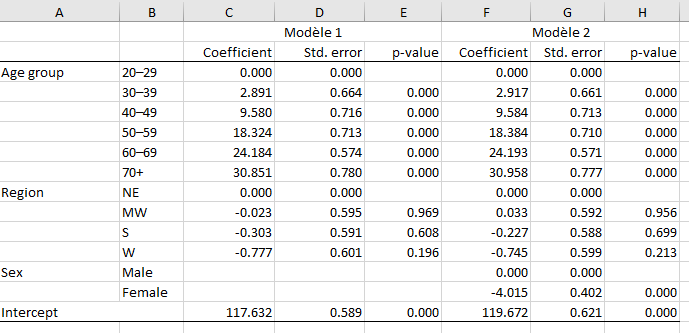 A B C D E F G H
Modèle 1 Modèle 2
Coefficient Std. error p-value Coefficient Std. error p-value
Age group 20–29 0.000 0.000 0.000 0.000
30–39 2.891 0.664 0.000 2.917 0.661 0.000
40–49 9.580 0.716 0.000 9.584 0.713 0.000
50–59 18.324 0.713 0.000 18.384 0.710 0.000
60–69 24.184 0.574 0.000 24.193 0.571 0.000
70+ 30.851 0.780 0.000 30.958 0.777 0.000
Region NE 0.000 0.000 0.000 0.000
MW -0.023 0.595 0.969 0.033 0.592 0.956
S -0.303 0.591 0.608 -0.227 0.588 0.699
W -0.777 0.601 0.196 -0.745 0.599 0.213
Sex Male 0.000 0.000
Female -4.015 0.402 0.000
Intercept 117.632 0.589 0.000 119.672 0.621 0.000